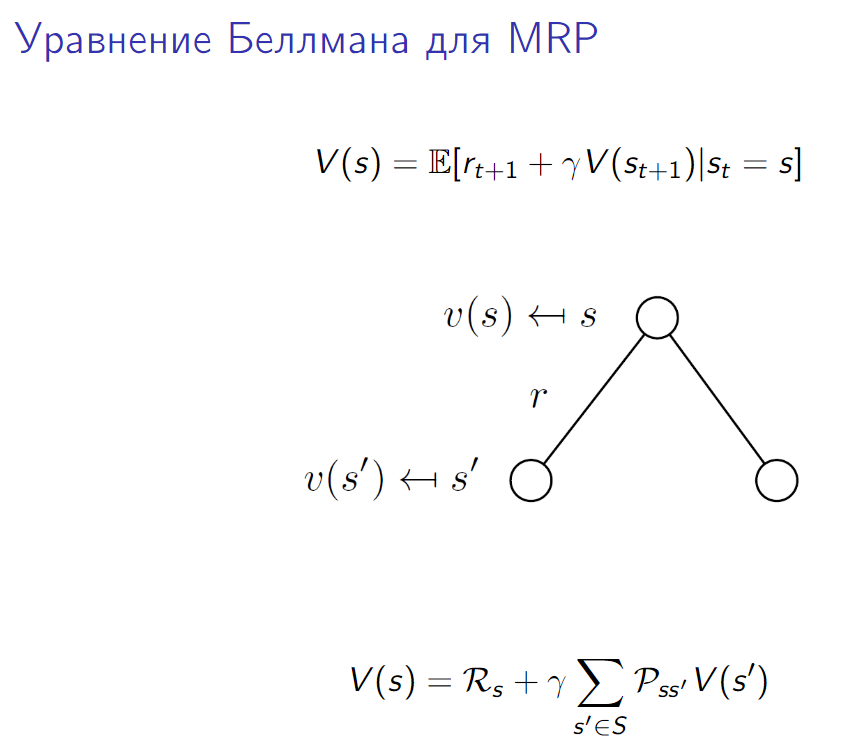 Уравнение Беллмана для MRP
V(s) = 𝔼[r_{t+1} + γV(s_{t+1})|s_t = s]
v(s) ↤ s
r
v(s′) ↤ s′
V(s) = ℛ_s + γ ∑_{s′∈S} 𝒫_{ss′} V(s′)